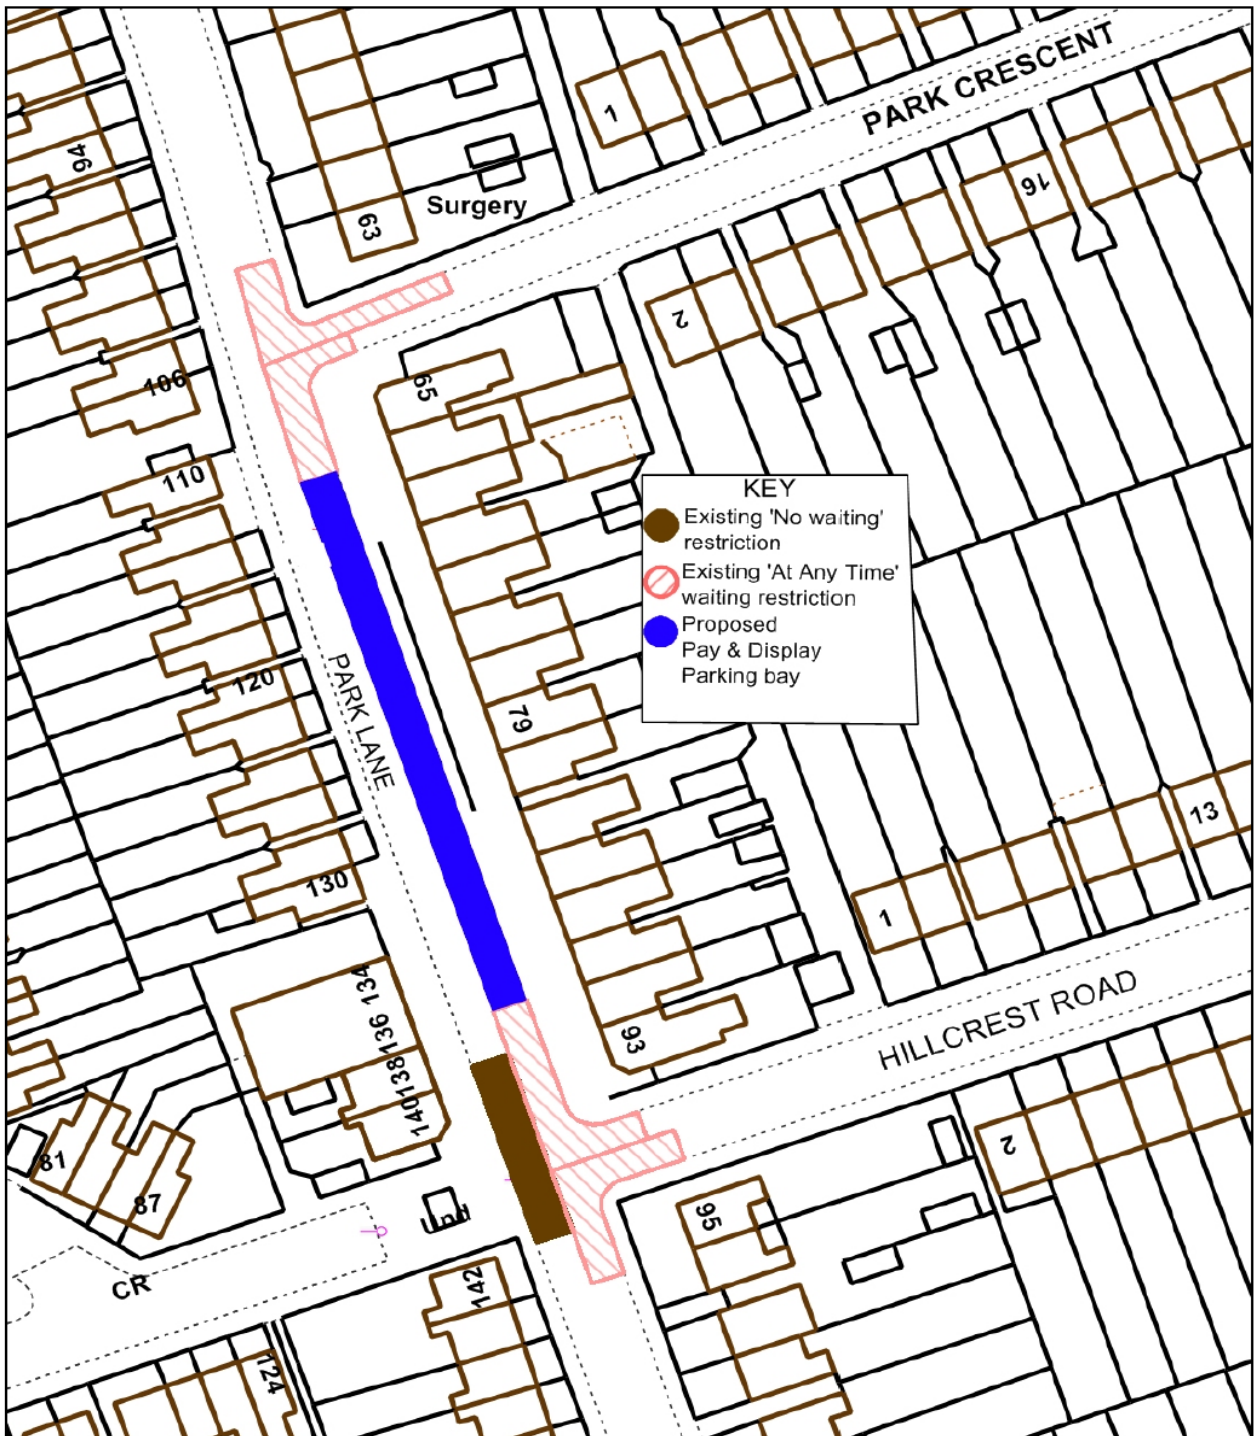 PARK CRESCENT
1
94
16
Surgery
63
2
106
65
110
KEY
Existing 'No waiting'
restriction
Existing 'At Any Time'
waiting restriction
Proposed
Pay & Display
Parking bay
PARK LANE
120
79
13
130
1
134
136
138
140
93
HILLCREST ROAD
81
87
2
95
Und
CR
142
124